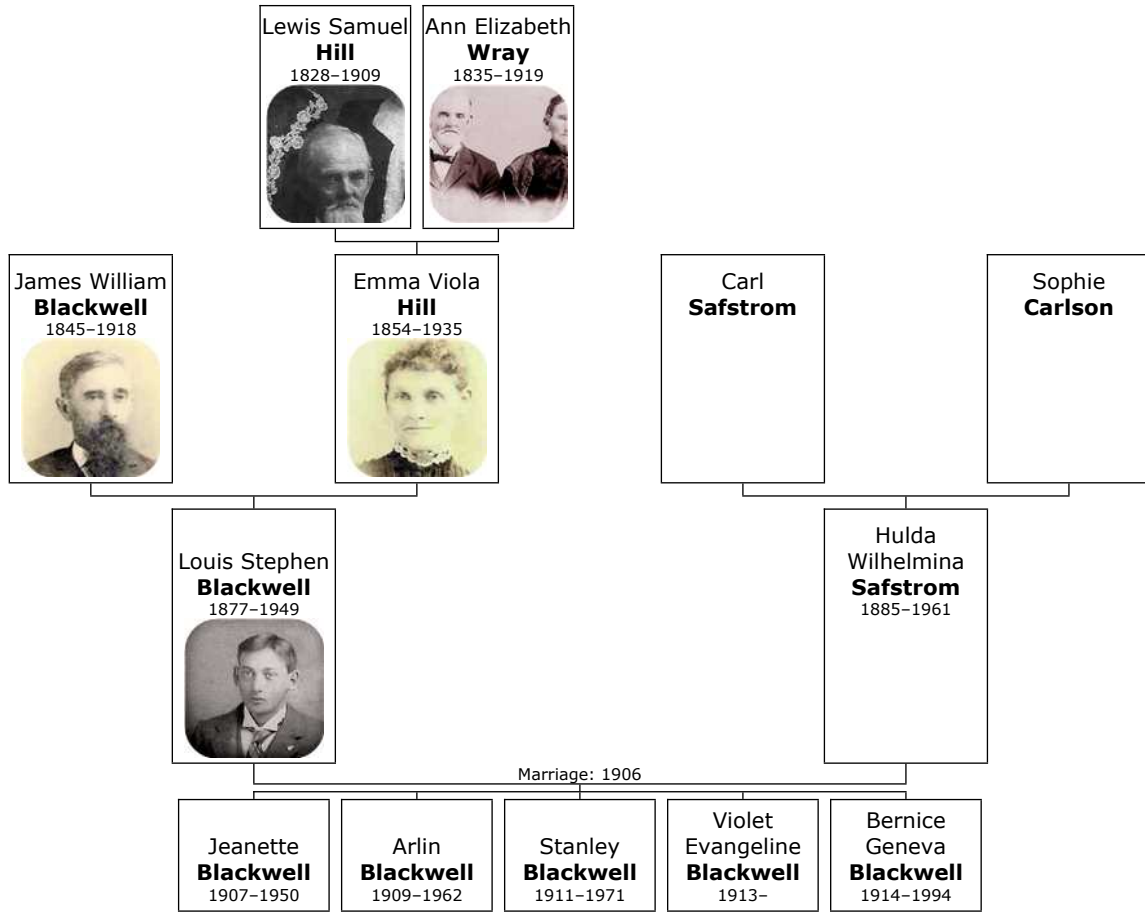 Lewis Samuel
Hill
1828–1909
Ann Elizabeth
Wray
1835–1919
James William
Blackwell
1845–1918
Emma Viola
Hill
1854–1935
Carl
Safstrom
Sophie
Carlson
Louis Stephen
Blackwell
1877–1949
Hulda
Wilhelmina
Safstrom
1885–1961
Marriage: 1906
Jeanette
Blackwell
1907–1950
Arlin
Blackwell
1909–1962
Stanley
Blackwell
1911–1971
Violet
Evangeline
Blackwell
1913–
Bernice
Geneva
Blackwell
1914–1994